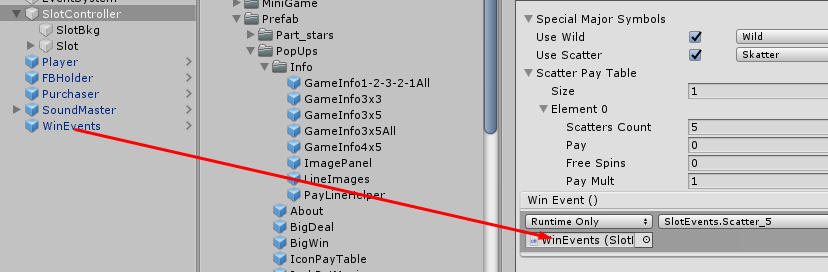 SlotController
SlotBkg
Slot
Player
FBHolder
Purchaser
SoundMaster
WinEvents
MiniGame
Prefab
Part_stars
PopUps
Info
GameInfo1-2-3-2-1All
GameInfo3x3
GameInfo3x5
GameInfo3x5All
GameInfo4x5
ImagePanel
LineImages
PayLineHelper
About
BigDeal
BigWin
IconPayTable
Special Major Symbols
Use Wild
Wild
Use Scatter
Skatter
Scatter Pay Table
Size 1
Element 0
Scatters Count 5
Pay 0
Free Spins 0
Pay Mult 1
Win Event ()
Runtime Only
SlotEvents.Scatter_5
WinEvents (Slot